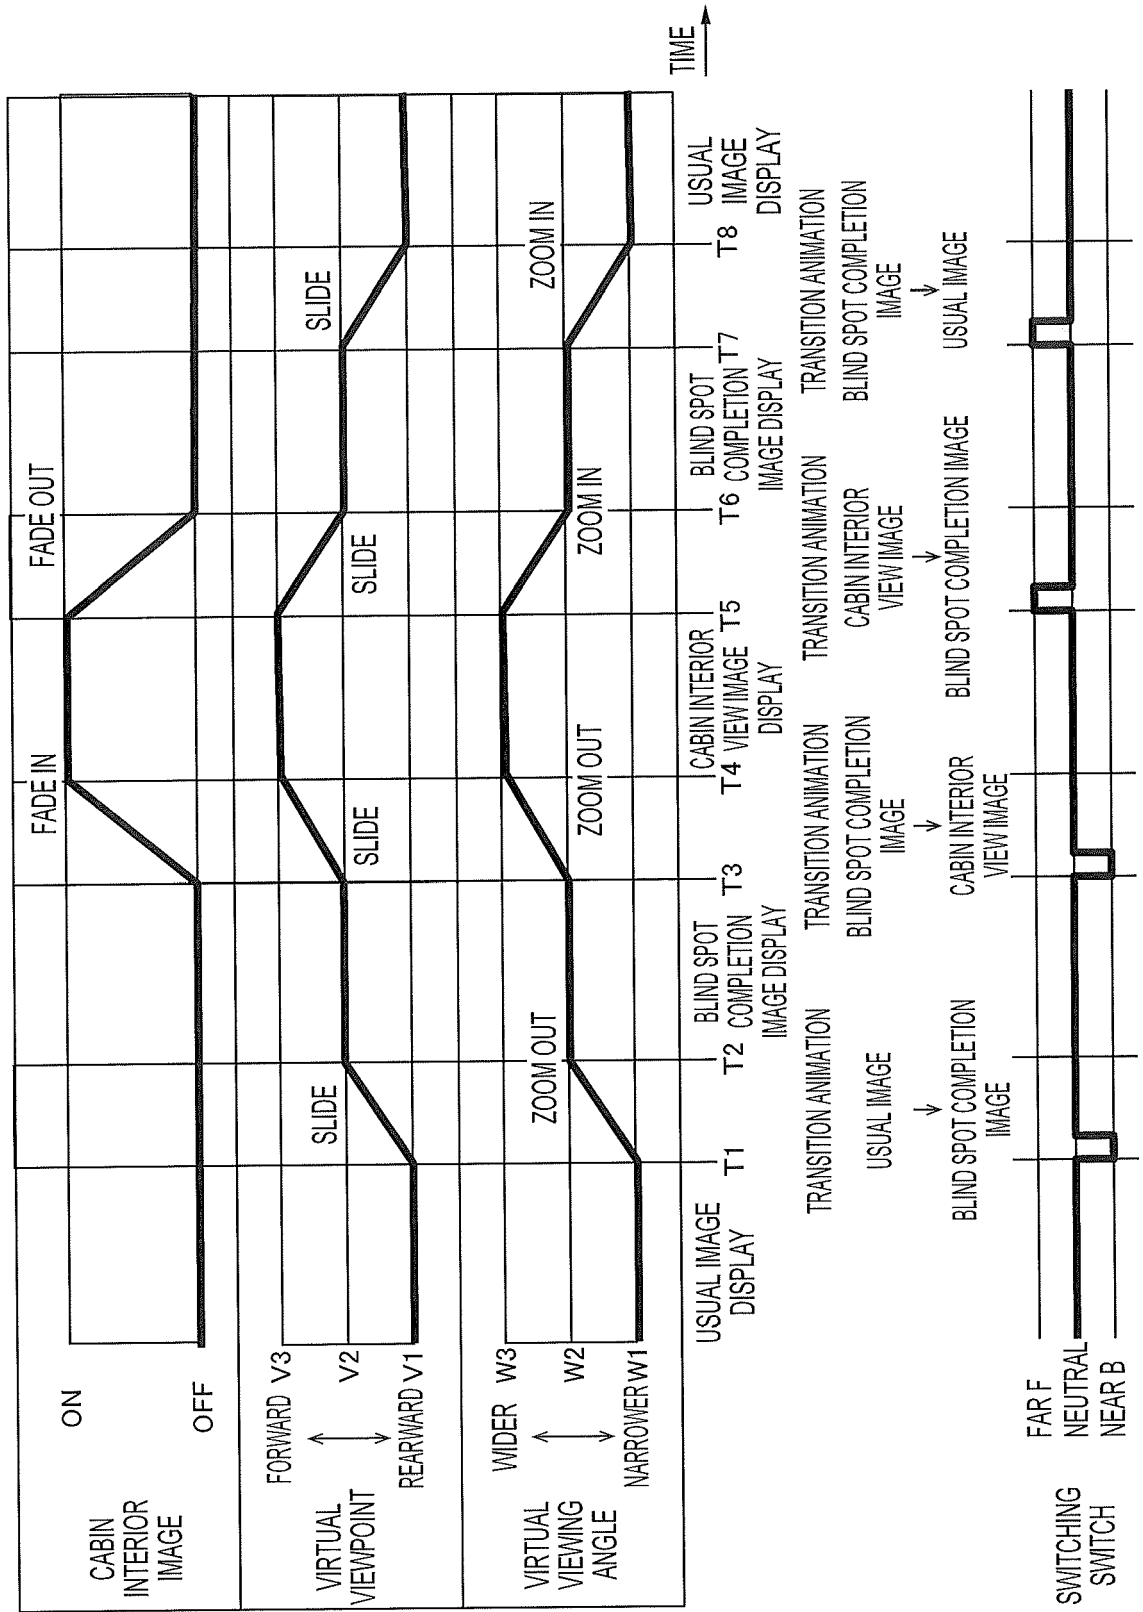 CABIN
INTERIOR
IMAGE
ON
OFF
FADE IN
FADE OUT
VIRTUAL
VIEWPOINT
FORWARD V3
V2
REARWARD V1
SLIDE
SLIDE
SLIDE
SLIDE
VIRTUAL
VIEWING
ANGLE
WIDER W3
W2
NARROWER W1
ZOOM OUT
ZOOM OUT
ZOOM IN
ZOOM IN
T1
T2
T3
T4
T5
T6
T7
T8
TIME
USUAL IMAGE
DISPLAY
BLIND SPOT
COMPLETION
IMAGE DISPLAY
CABIN INTERIOR
VIEW IMAGE
DISPLAY
BLIND SPOT
COMPLETION
IMAGE DISPLAY
USUAL
IMAGE
DISPLAY
TRANSITION ANIMATION
USUAL IMAGE
→
BLIND SPOT COMPLETION
IMAGE
TRANSITION ANIMATION
BLIND SPOT COMPLETION
IMAGE
→
CABIN INTERIOR
VIEW IMAGE
TRANSITION ANIMATION
CABIN INTERIOR
VIEW IMAGE
→
BLIND SPOT COMPLETION IMAGE
TRANSITION ANIMATION
BLIND SPOT COMPLETION
IMAGE
→
USUAL IMAGE
SWITCHING
SWITCH
FAR F
NEUTRAL
NEAR B